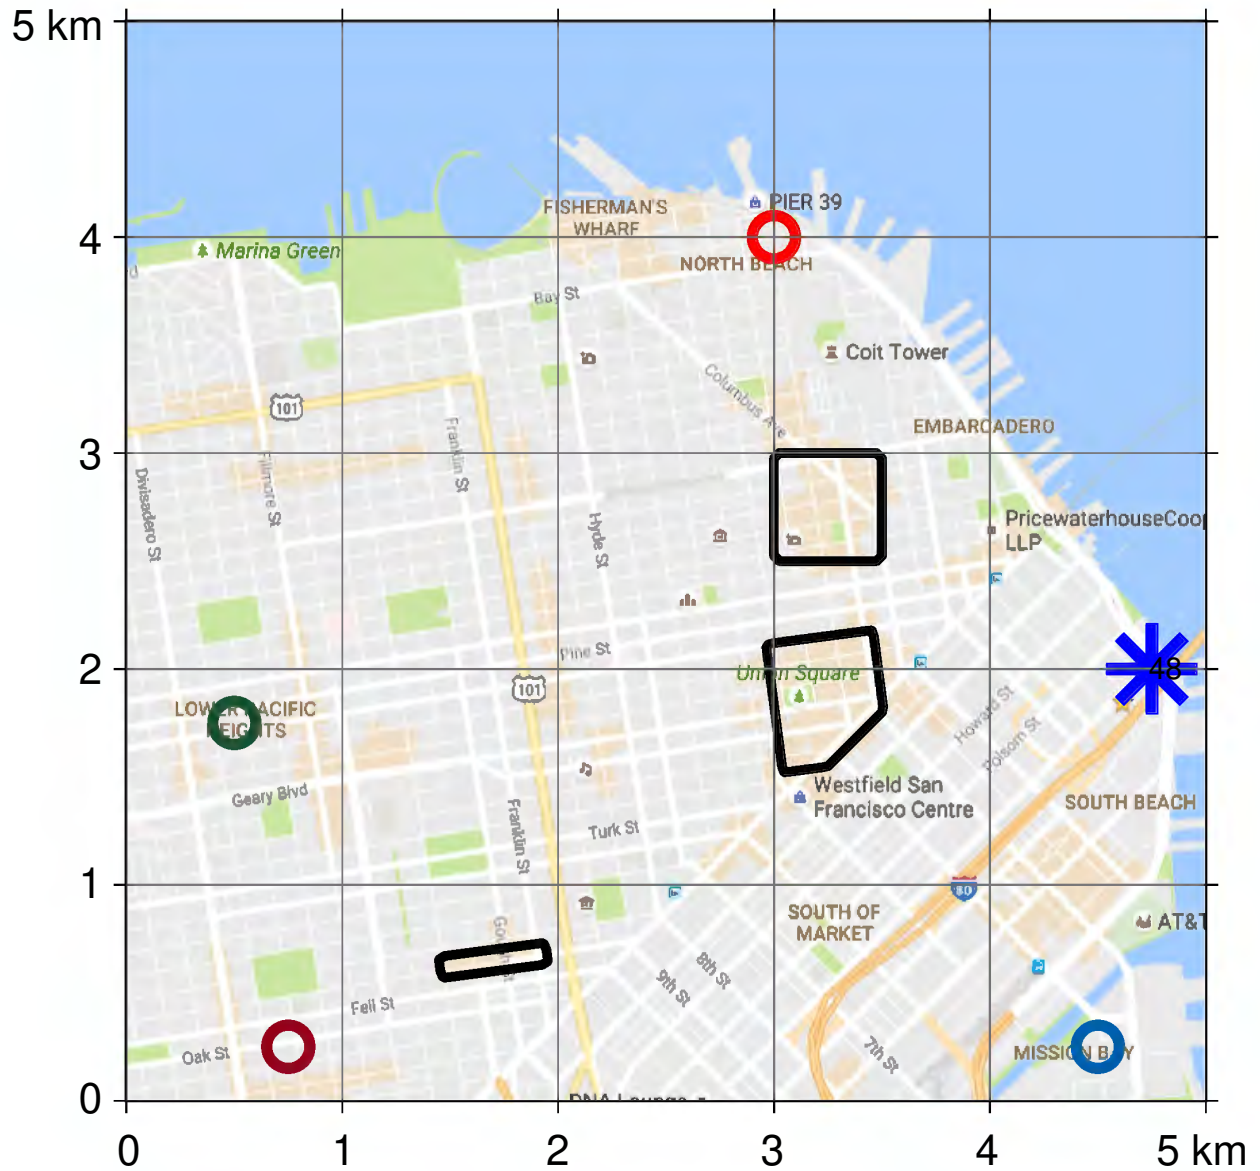 5 km
PIER 39
FISHERMAN'S
WHARF
4
Marina Green
NORTH BEACH
Bay St
Coit Tower
Columbus Ave
101
EMBARCADERO
Franklin St
3
Divisadero St
Fillmore St
Hyde St
PricewaterhouseCoop
LLP
Pine St
2
Union Square
48
101
LOWER PACIFIC
HEIGHTS
Howard St
Folsom St
Geary Blvd
Westfield San
Francisco Centre
SOUTH BEACH
Franklin St
Turk St
1
80
SOUTH OF
MARKET
AT&T
Gough St
8th St
9th St
Fell St
Oak St
7th St
MISSION BAY
0
DNA Lounge
0
1
2
3
4
5 km